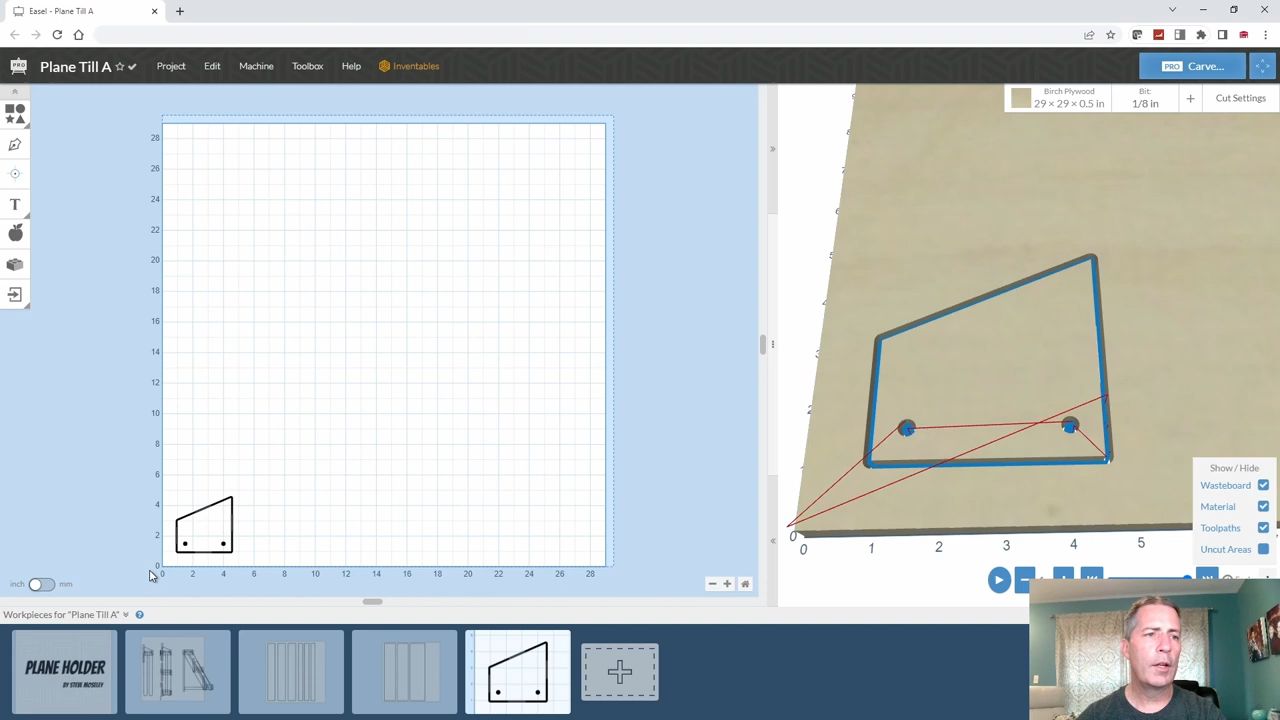 Easel - Plane Till A
PRO
Plane Till A
Project
Edit
Machine
Toolbox
Help
Inventables
PRO Carve...
Birch Plywood
29 × 29 × 0.5 in
Bit:
1/8 in
Cut Settings
T
28
26
24
22
20
18
16
14
12
10
8
6
4
2
0
0 2 4 6 8 10 12 14 16 18 20 22 24 26 28
inch mm
0
0 1 2 3 4 5
Show / Hide
Wasteboard
Material
Toolpaths
Uncut Areas
Workpieces for "Plane Till A"
PLANE HOLDER
BY STEVE MOSELEY